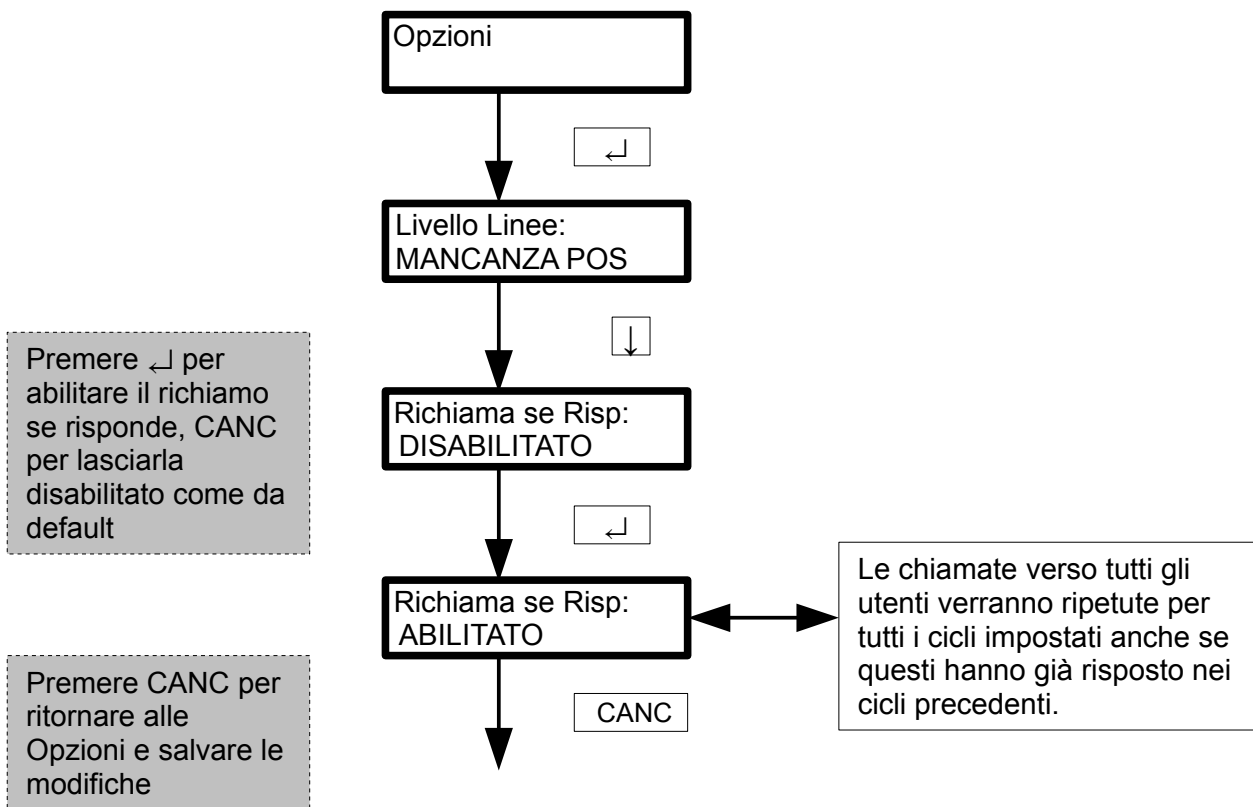 Opzioni
↵
Livello Linee:
MANCANZA POS
↓
Premere ↵ per
abilitare il richiamo
se risponde, CANC
per lasciarla
disabilitato come da
default
Richiama se Risp:
DISABILITATO
↵
Richiama se Risp:
ABILITATO
Le chiamate verso tutti gli
utenti verranno ripetute per
tutti i cicli impostati anche se
questi hanno già risposto nei
cicli precedenti.
Premere CANC per
ritornare alle
Opzioni e salvare le
modifiche
CANC